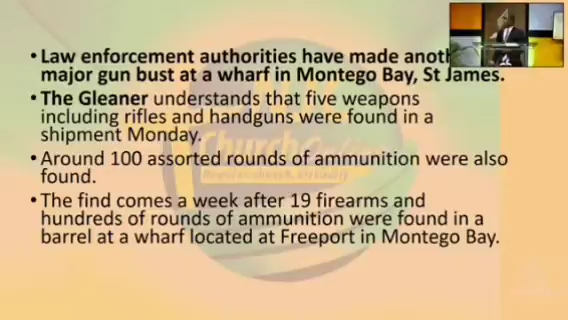 • Law enforcement authorities have made anoth
major gun bust at a wharf in Montego Bay, St James.
• The Gleaner understands that five weapons
including rifles and handguns were found in a
shipment Monday.
• Around 100 assorted rounds of ammunition were also
found.
• The find comes a week after 19 firearms and
hundreds of rounds of ammunition were found in a
barrel at a wharf located at Freeport in Montego Bay.